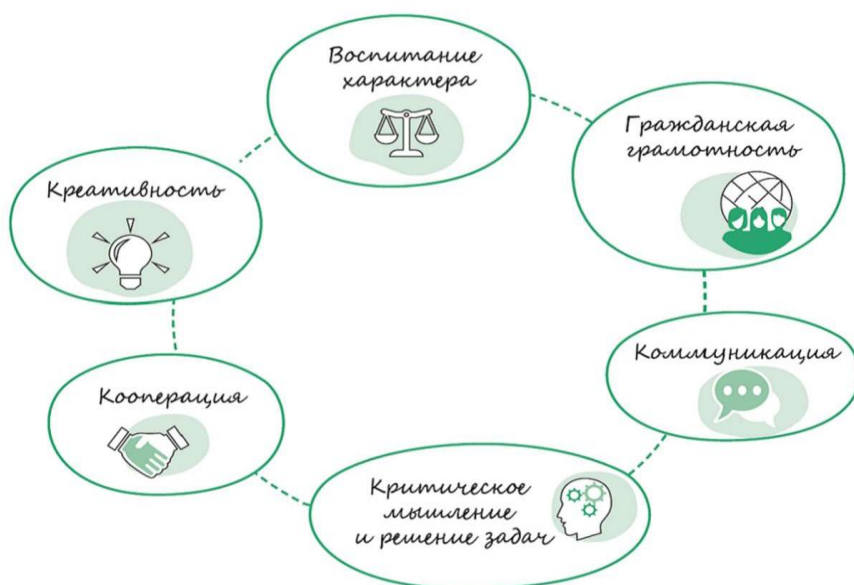 Воспитание
характера
Гражданская
грамотность
Креативность
Коммуникация
Кооперация
Критическое
мышление
и решение задач